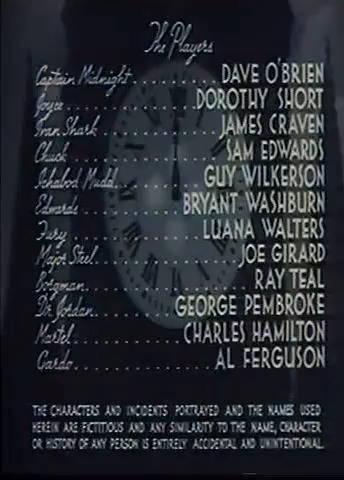 The Players
Captain Midnight..........DAVE O'BRIEN
Joyce..........DOROTHY SHORT
Ivan Shark..........JAMES CRAVEN
Chuck..........SAM EDWARDS
Ichabod Mudd..........GUY WILKERSON
Edwards..........BRYANT WASHBURN
Fury..........LUANA WALTERS
Major Steel..........JOE GIRARD
Borgman..........RAY TEAL
Dr. Jordan..........GEORGE PEMBROKE
Martel..........CHARLES HAMILTON
Gardo..........AL FERGUSON
THE CHARACTERS AND INCIDENTS PORTRAYED AND THE NAMES USED
HEREIN ARE FICTITIOUS AND ANY SIMILARITY TO THE NAME, CHARACTER
OR HISTORY OF ANY PERSON IS ENTIRELY ACCIDENTAL AND UNINTENTIONAL.